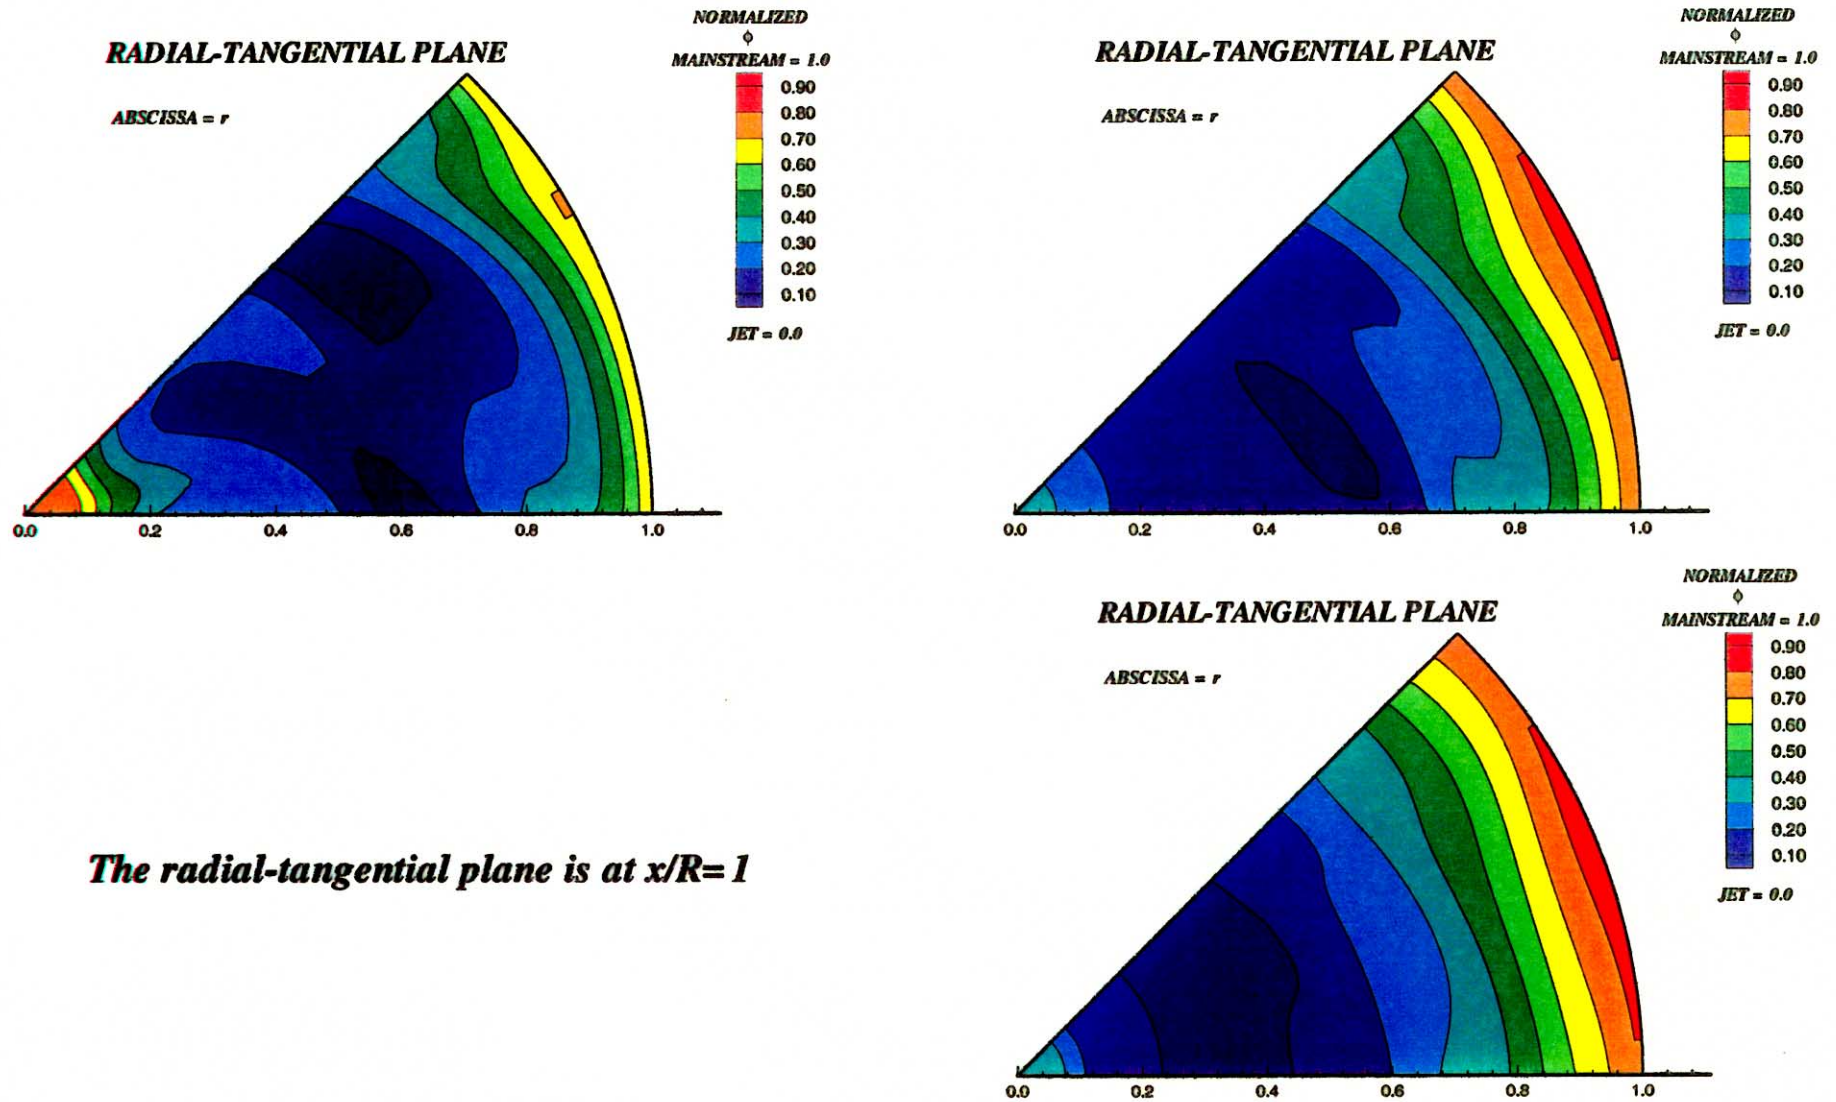 RADIAL-TANGENTIAL PLANE
ABSCISSA = r
NORMALIZED
ϕ
MAINSTREAM = 1.0
0.90
0.80
0.70
0.60
0.50
0.40
0.30
0.20
0.10
JET = 0.0
0.0 0.2 0.4 0.6 0.8 1.0
RADIAL-TANGENTIAL PLANE
ABSCISSA = r
NORMALIZED
ϕ
MAINSTREAM = 1.0
0.90
0.80
0.70
0.60
0.50
0.40
0.30
0.20
0.10
JET = 0.0
0.0 0.2 0.4 0.6 0.8 1.0
The radial-tangential plane is at x/R= 1
RADIAL-TANGENTIAL PLANE
ABSCISSA = r
NORMALIZED
ϕ
MAINSTREAM = 1.0
0.90
0.80
0.70
0.60
0.50
0.40
0.30
0.20
0.10
JET = 0.0
0.0 0.2 0.4 0.6 0.8 1.0